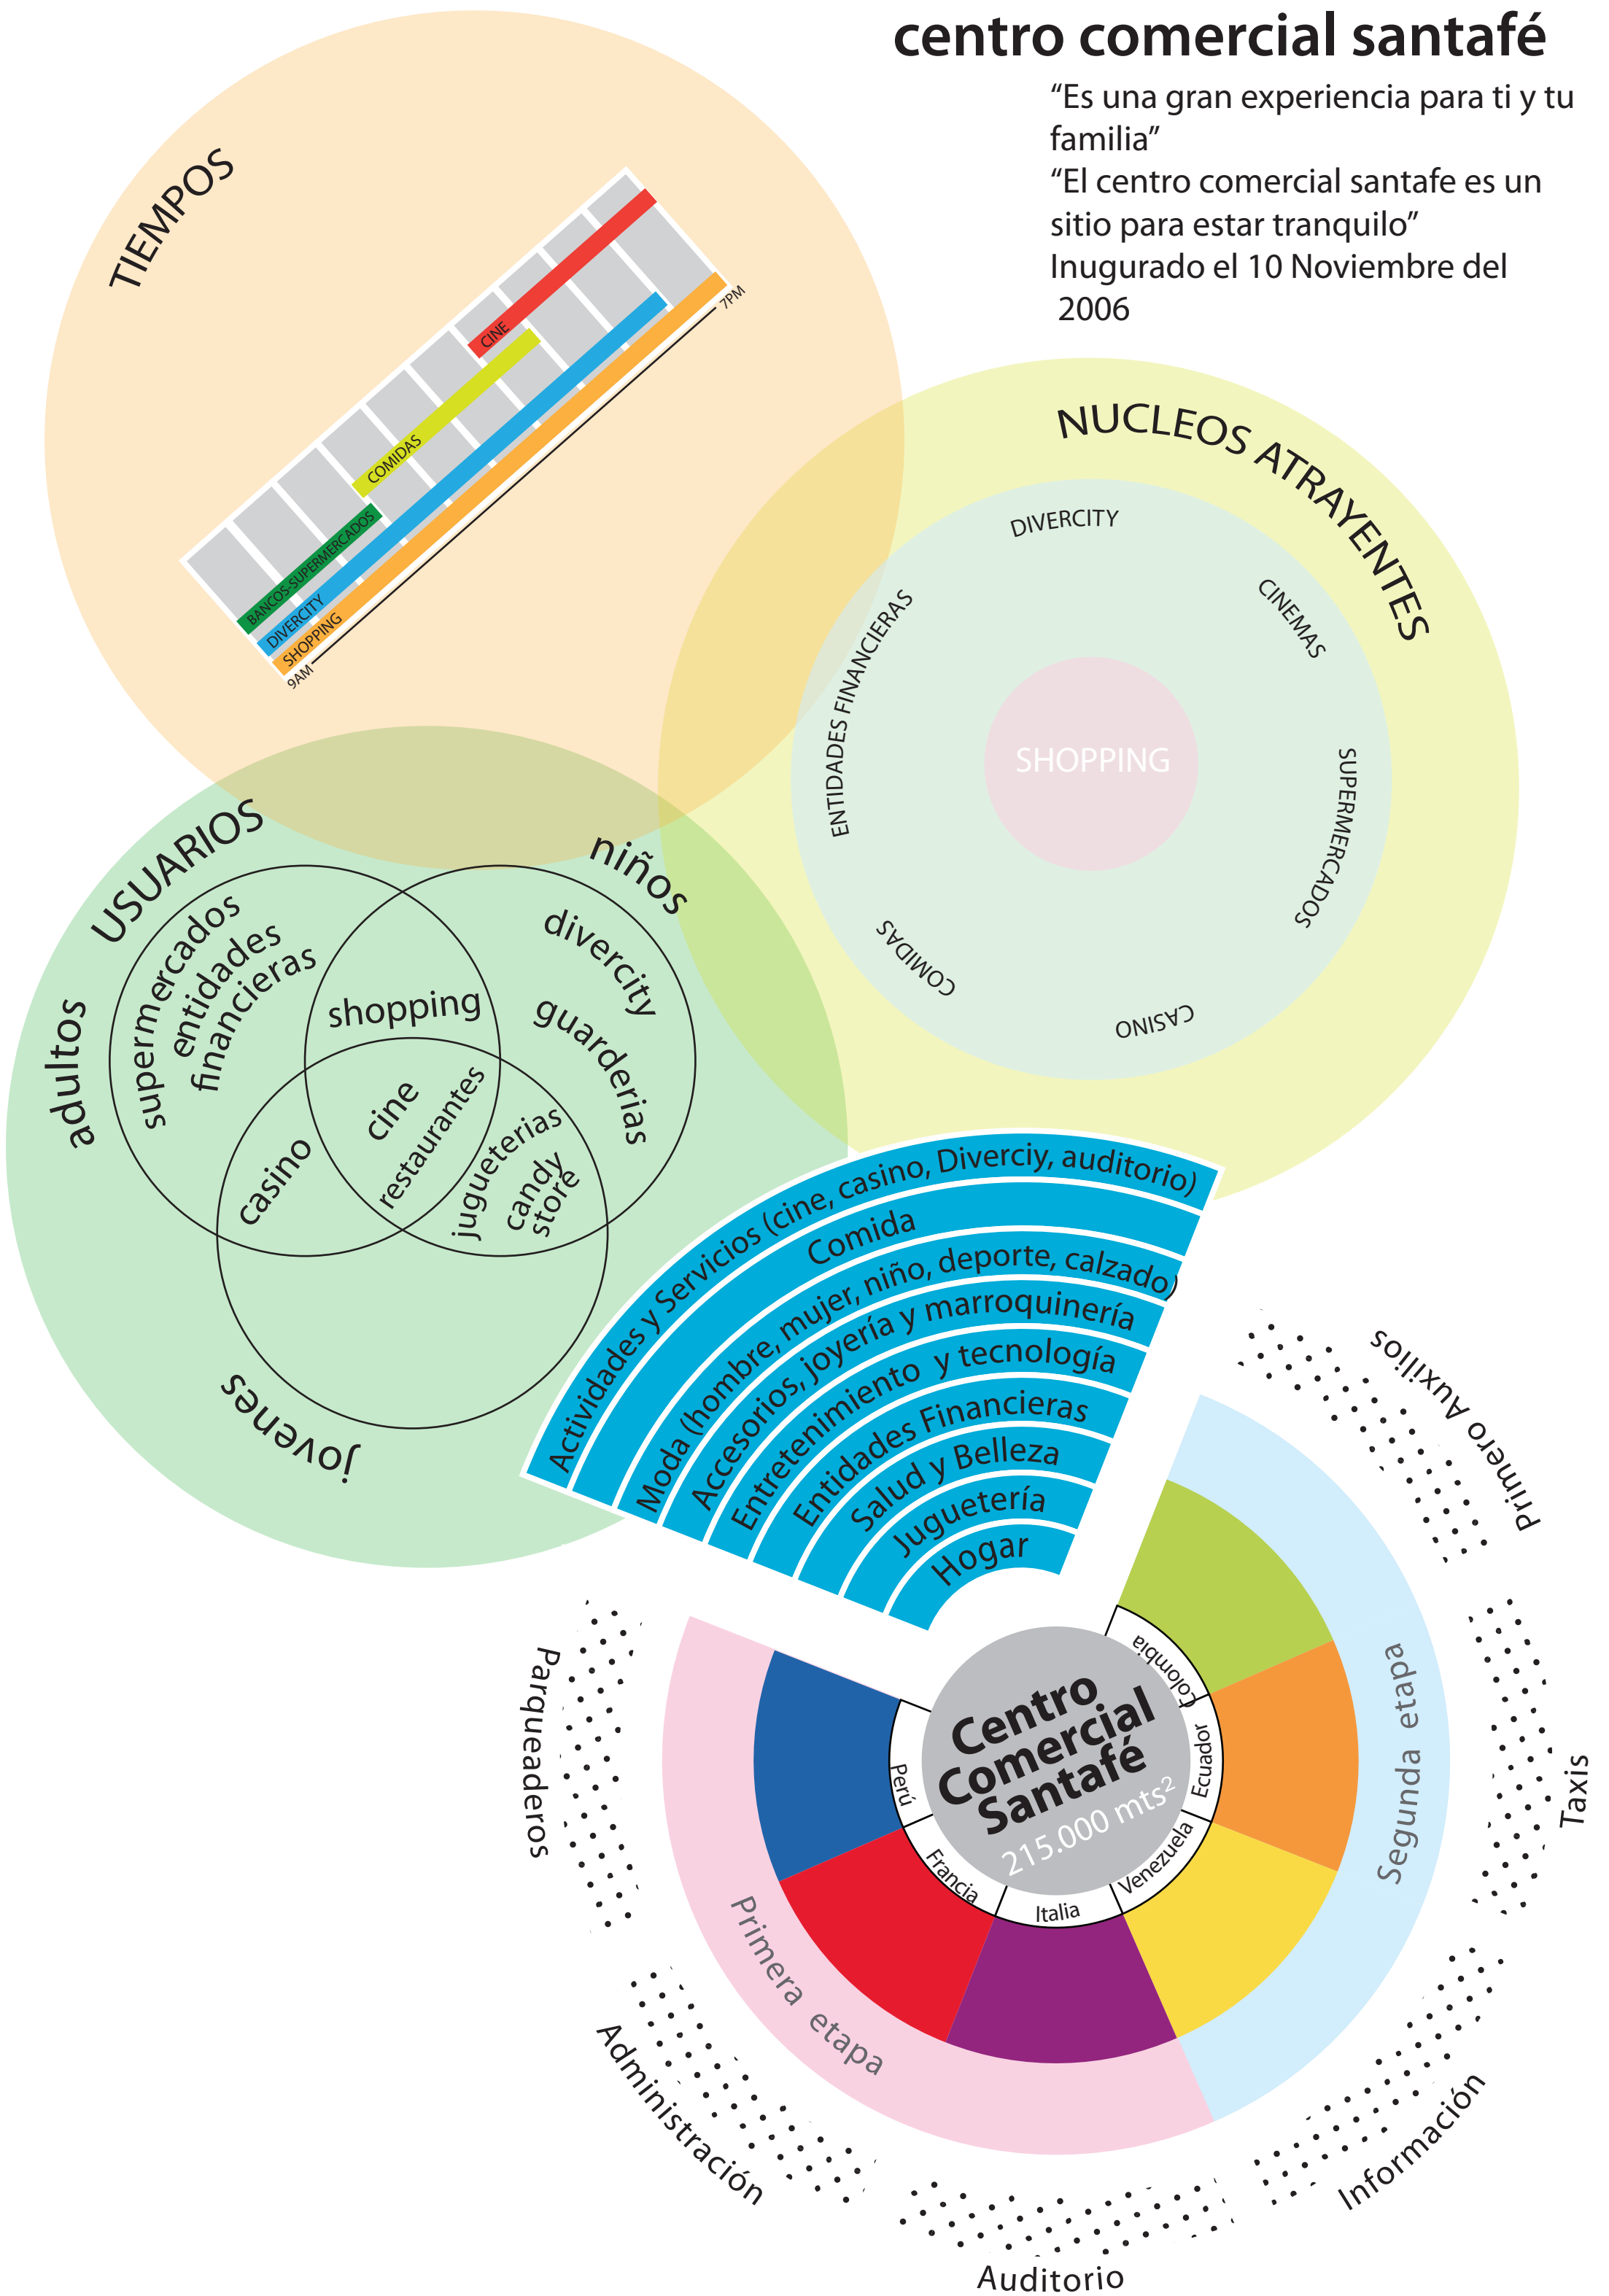 centro comercial santafé
“Es una gran experiencia para ti y tu
familia”
“El centro comercial santafe es un
sitio para estar tranquilo”
Inugurado el 10 Noviembre del
2006
TIEMPOS
CINE
COMIDAS
BANCOS-SUPERMERCADOS
DIVERCITY
SHOPPING
9AM
7PM
NUCLEOS ATRAYENTES
DIVERCITY
CINEMAS
ENTIDADES FINANCIERAS
SHOPPING
SUPERMERCADOS
COMIDAS
CASINO
USUARIOS
niños
adultos
jovenes
supermercados
entidades
financieras
shopping
divercity
guarderias
cine
restaurantes
casino
jugueterias
candy
store
Actividades y Servicios (cine, casino, Diverciy, auditorio)
Comida
Moda (hombre, mujer, niño, deporte, calzado)
Accesorios, joyería y marroquinería
Entretenimiento y tecnología
Entidades Financieras
Salud y Belleza
Juguetería
Hogar
Centro
Comercial
Santafé
215.000 mts²
Colombia
Ecuador
Venezuela
Italia
Francia
Perú
Primera etapa
Segunda etapa
Primero Auxilios
Taxis
Información
Auditorio
Administración
Parqueaderos